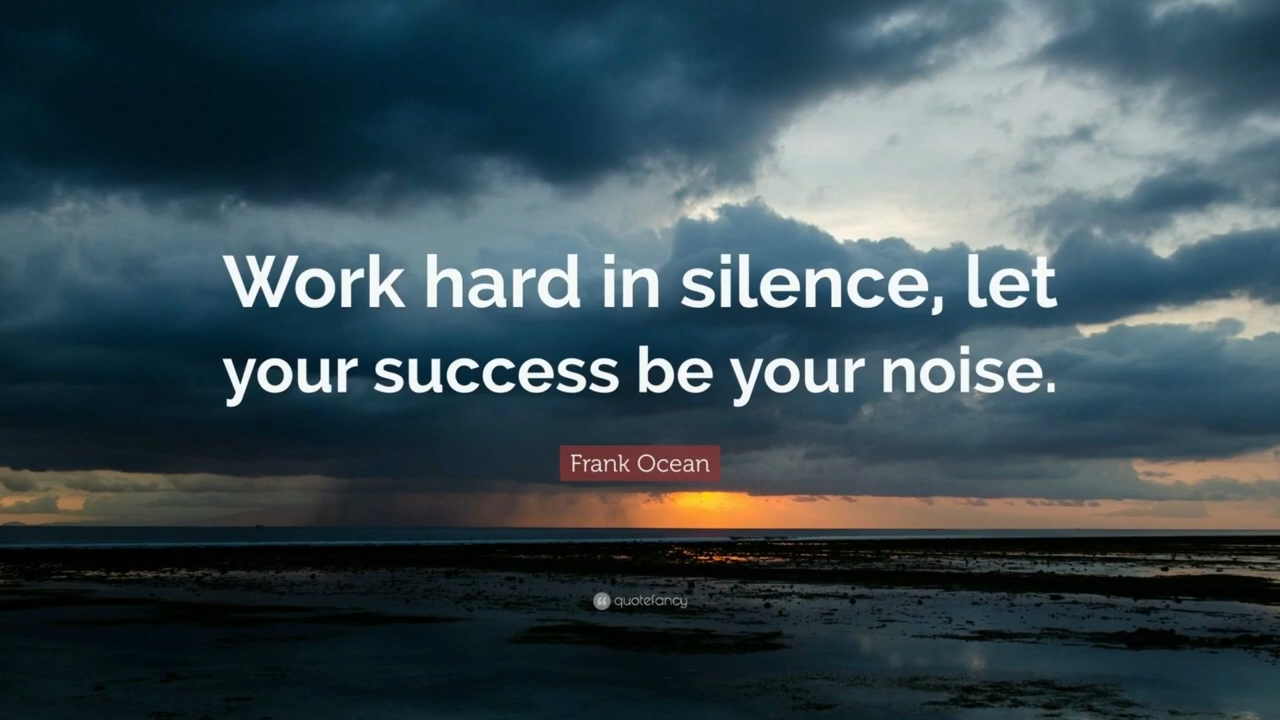 Work hard in silence, let
your success be your noise.
Frank Ocean
quotefancy